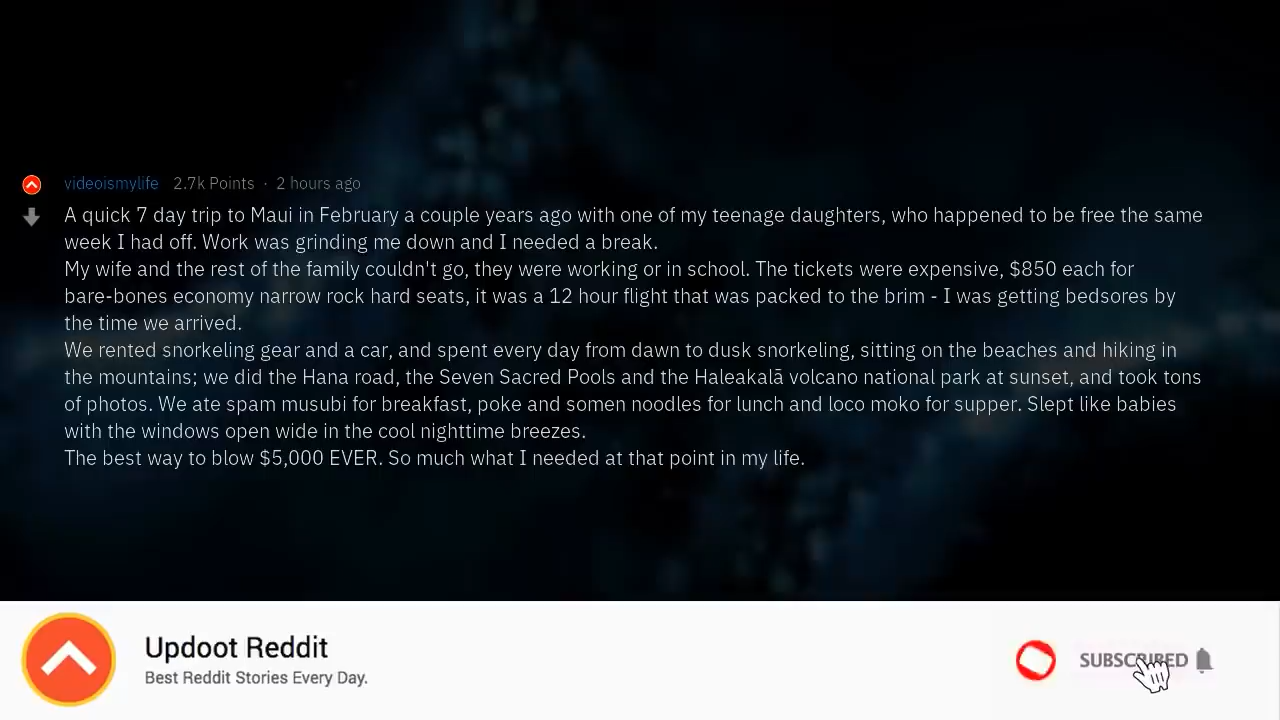 videoismylife 2.7k Points · 2 hours ago
A quick 7 day trip to Maui in February a couple years ago with one of my teenage daughters, who happened to be free the same
week I had off. Work was grinding me down and I needed a break.
My wife and the rest of the family couldn't go, they were working or in school. The tickets were expensive, $850 each for
bare-bones economy narrow rock hard seats, it was a 12 hour flight that was packed to the brim - I was getting bedsores by
the time we arrived.
We rented snorkeling gear and a car, and spent every day from dawn to dusk snorkeling, sitting on the beaches and hiking in
the mountains; we did the Hana road, the Seven Sacred Pools and the Haleakalā volcano national park at sunset, and took tons
of photos. We ate spam musubi for breakfast, poke and somen noodles for lunch and loco moko for supper. Slept like babies
with the windows open wide in the cool nighttime breezes.
The best way to blow $5,000 EVER. So much what I needed at that point in my life.
Updoot Reddit
Best Reddit Stories Every Day.
SUBSCRIBED